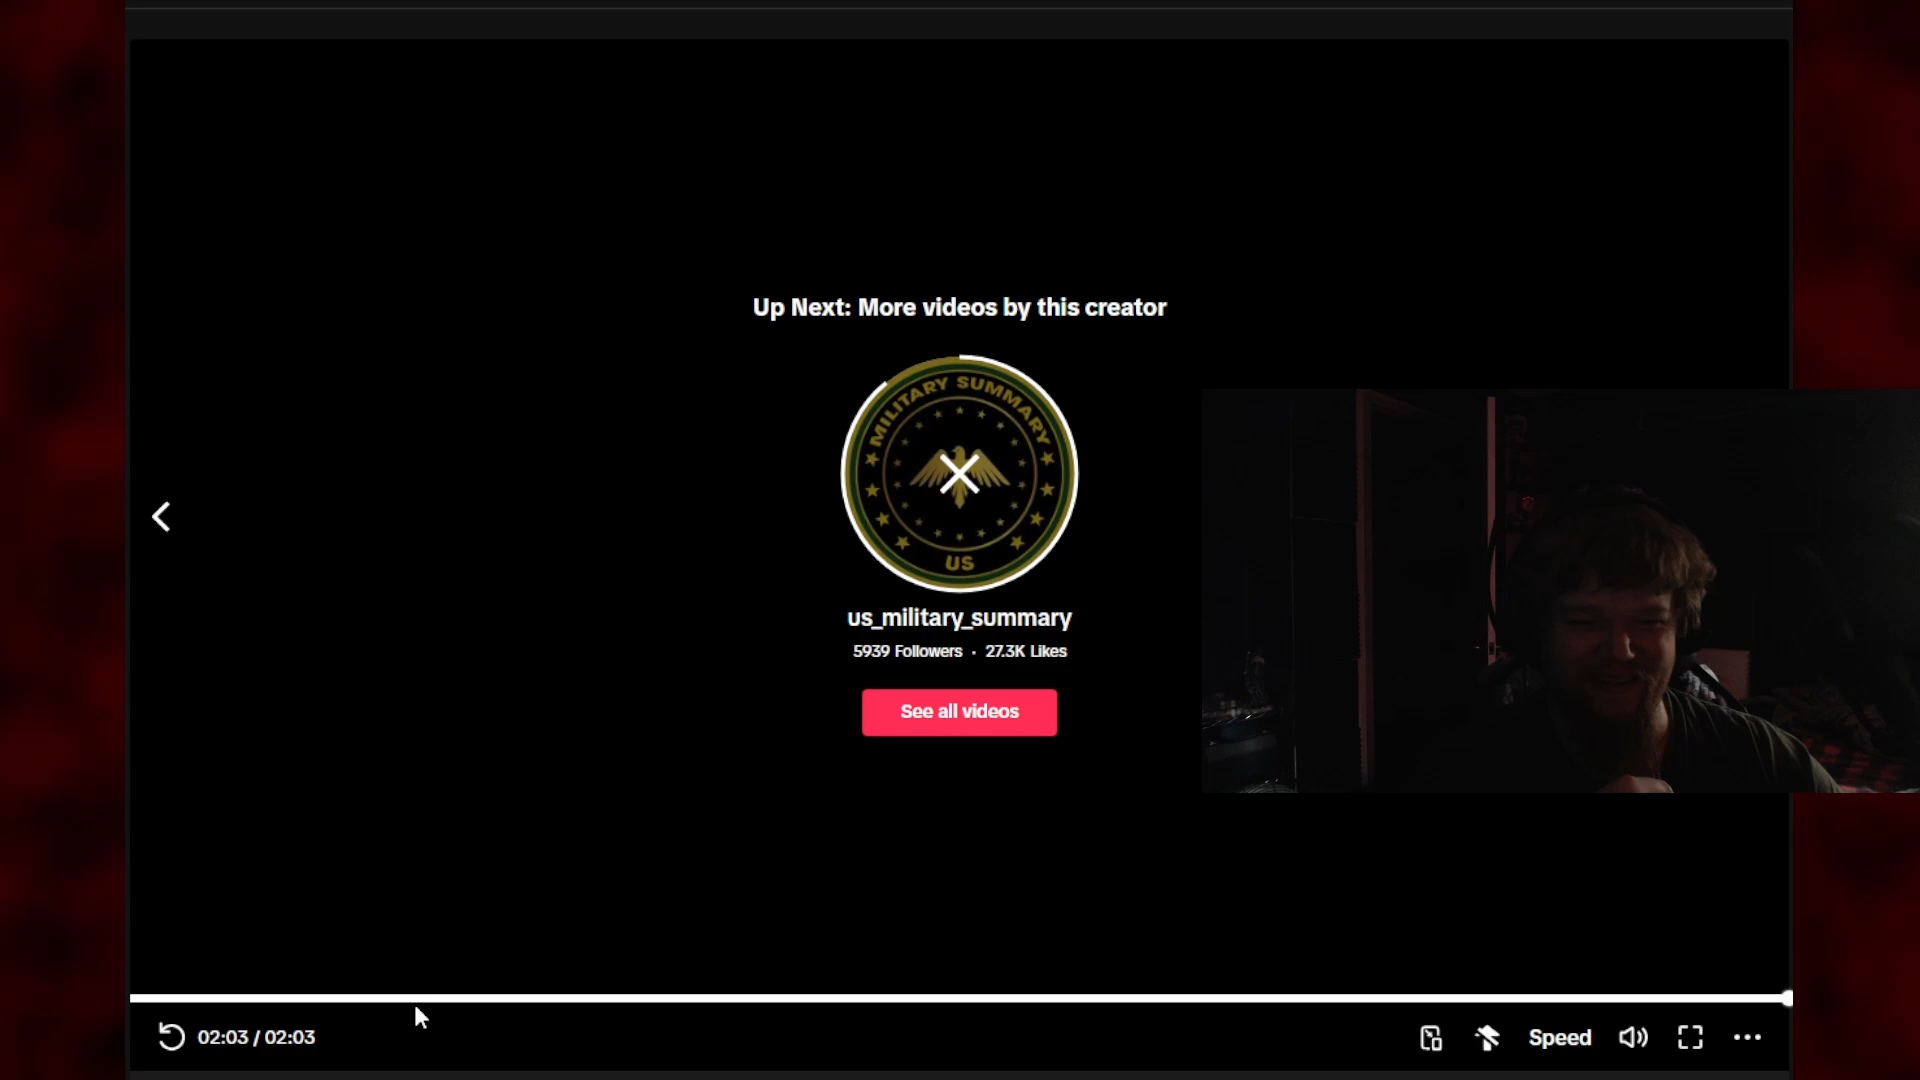 Up Next: More videos by this creator
MILITARY SUMMARY
US
us_military_summary
5939 Followers · 27.3K Likes
See all videos
02:03 / 02:03
Speed